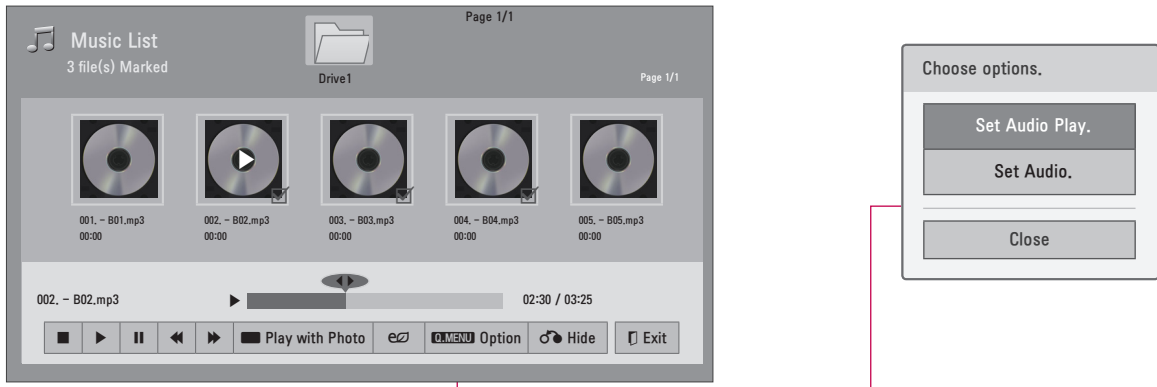 Page 1/1
Music List
3 file(s) Marked
Drive1
Page 1/1
001. - B01.mp3
00:00
002. - B02.mp3
00:00
003. - B03.mp3
00:00
004. - B04.mp3
00:00
005. - B05.mp3
00:00
002. - B02.mp3
02:30 / 03:25
Play with Photo
Q.MENU Option
Hide
Exit
Choose options.
Set Audio Play.
Set Audio.
Close